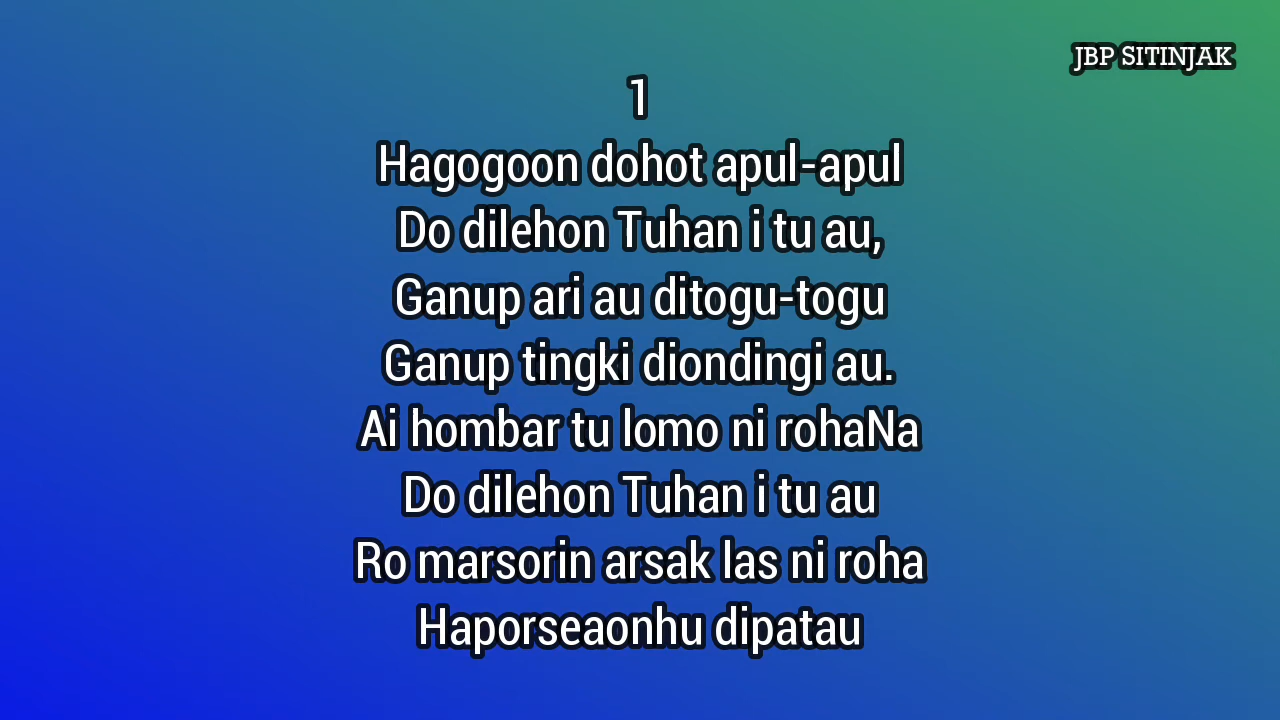 JBP SITINJAK
1
Hagogoon dohot apul-apul
Do dilehon Tuhan i tu au,
Ganup ari au ditogu-togu
Ganup tingki diondingi au.
Ai hombar tu lomo ni rohaNa
Do dilehon Tuhan i tu au
Ro marsorin arsak las ni roha
Haporseaonhu dipatau